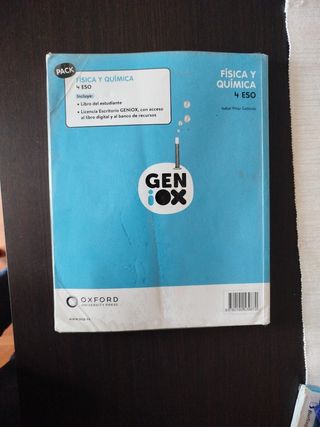 PACK
FÍSICA Y QUÍMICA
4 ESO
Incluye:
• Libro del estudiante
• Licencia Escritorio GENiOX, con acceso
al libro digital y al banco de recursos
FÍSICA Y
QUÍMICA
4 ESO
GEN
iOX
OXFORD
UNIVERSITY PRESS